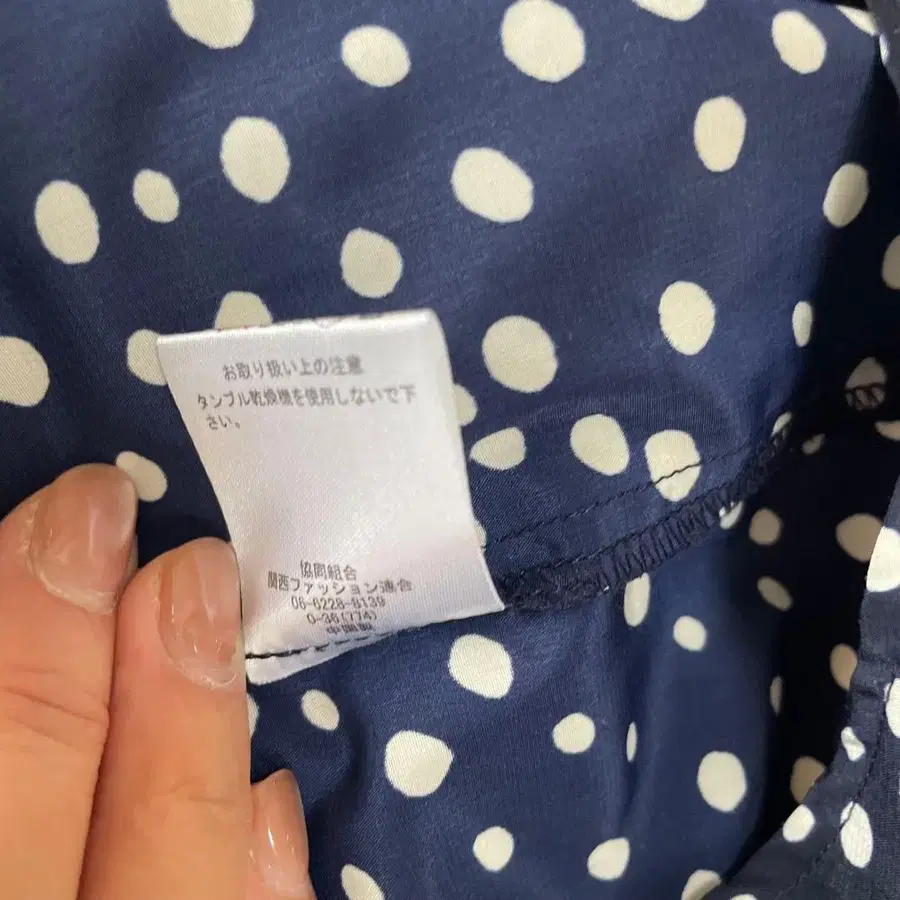 お取り扱い上の注意
タンブル乾燥機を使用しないで下
さい。
協同組合
関西ファッション連合
06-6228-8139
0-36(774)
中国製